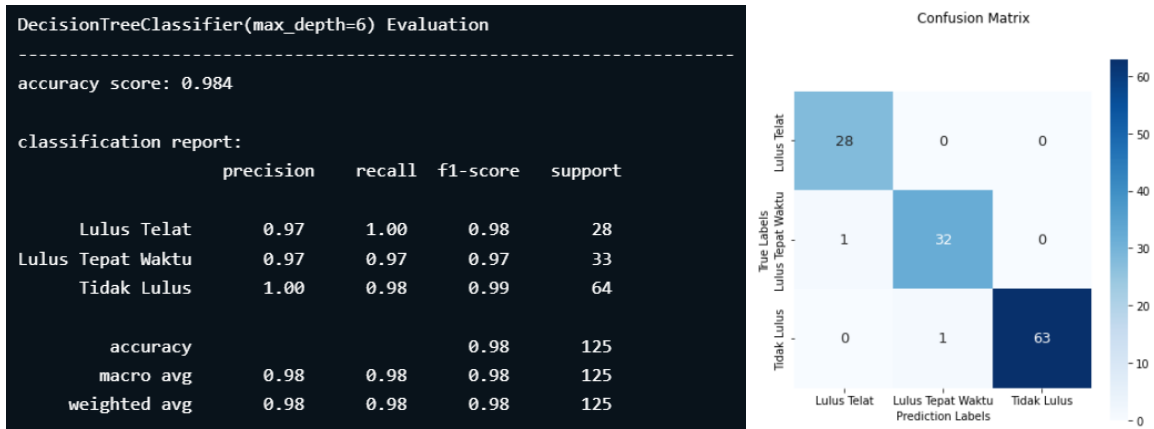 DecisionTreeClassifier(max_depth=6) Evaluation
----------------------------------------------------------------------
accuracy score: 0.984
classification report:
precision recall f1-score support
Lulus Telat 0.97 1.00 0.98 28
Lulus Tepat Waktu 0.97 0.97 0.97 33
Tidak Lulus 1.00 0.98 0.99 64
accuracy 0.98 125
macro avg 0.98 0.98 0.98 125
weighted avg 0.98 0.98 0.98 125
Confusion Matrix
True Labels
Lulus Telat
28 0 0
Lulus Tepat Waktu
1 32 0
Tidak Lulus
0 1 63
Lulus Telat Lulus Tepat Waktu Tidak Lulus
Prediction Labels
60
50
40
30
20
10
0